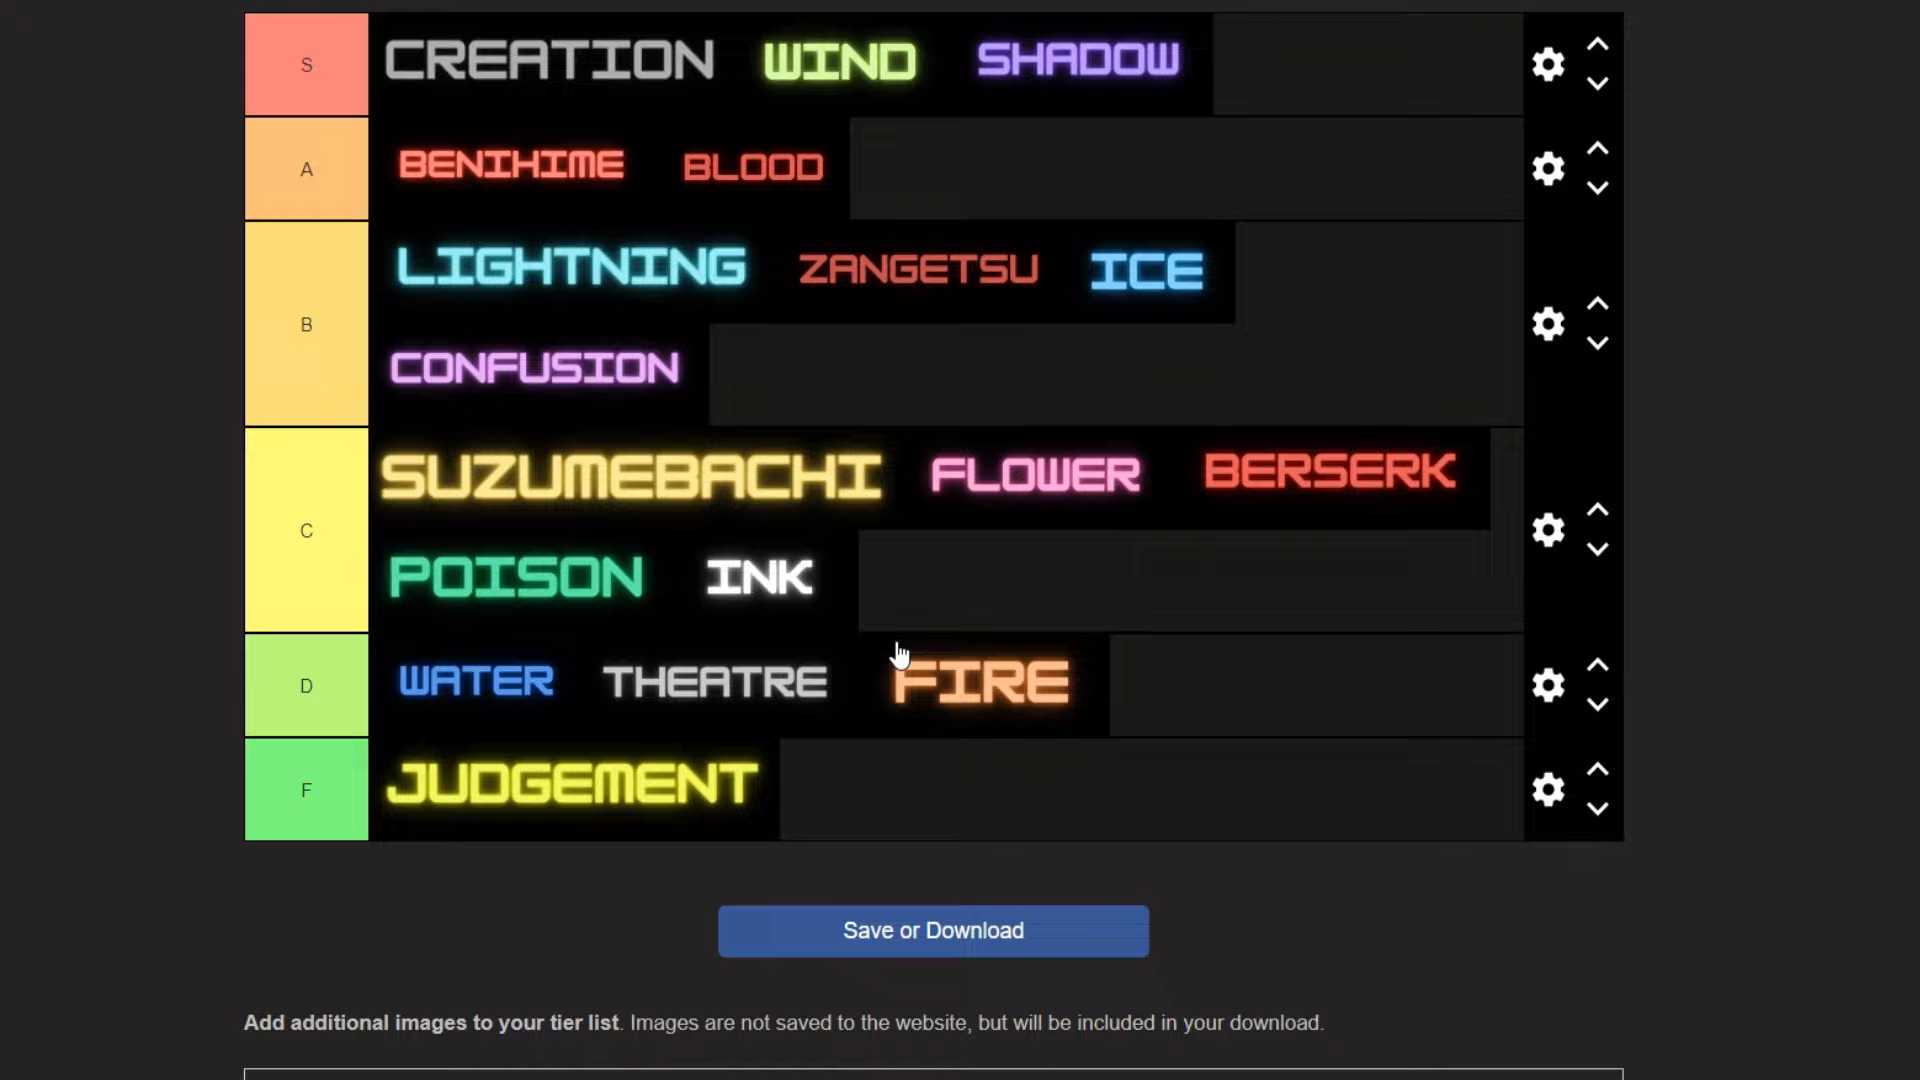 S CREATION WIND SHADOW
A BENIHIME BLOOD
B LIGHTNING ZANGETSU ICE
CONFUSION
C SUZUMEBACHI FLOWER BERSERK
POISON INK
D WATER THEATRE FIRE
F JUDGEMENT
Save or Download
Add additional images to your tier list. Images are not saved to the website, but will be included in your download.